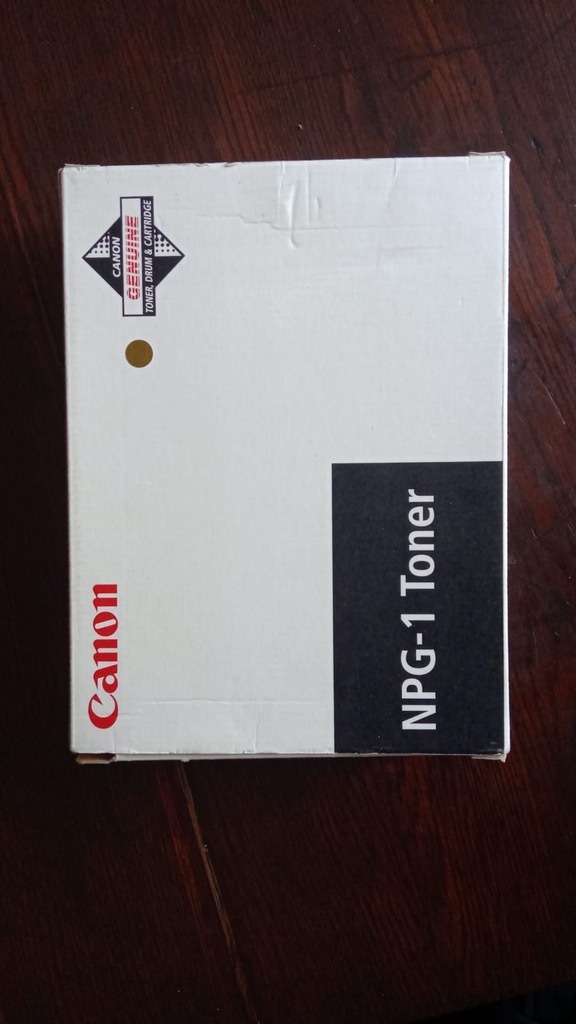 Canon
CANON
GENUINE
TONER, DRUM & CARTRIDGE
NPG-1 Toner